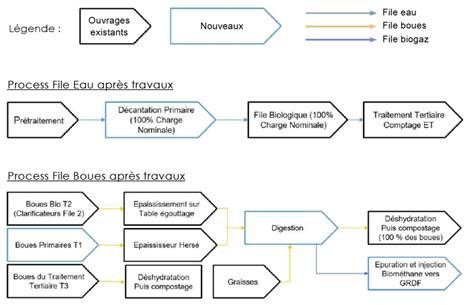 Légende :
Ouvrages
existants
Nouveaux
File eau
File boues
File biogaz
Process File Eau après travaux
Prétraitement
Décantation Primaire
(100% Charge
Nominale)
File Biologique (100%
Charge Nominale)
Traitement Tertiaire
Comptage ET
Process File Boues après travaux
Boues Bio T2
(Clarificateurs File 2)
Epaississement sur
Table égouttage
Digestion
Déshydratation
Puis compostage
(100 % des boues)
Boues Primaires T1
Epaississeur Hersé
Boues du Traitement
Tertiaire T3
Déshydratation
Puis compostage
Graisses
Epuration et injection
Biométhane vers
GRDF